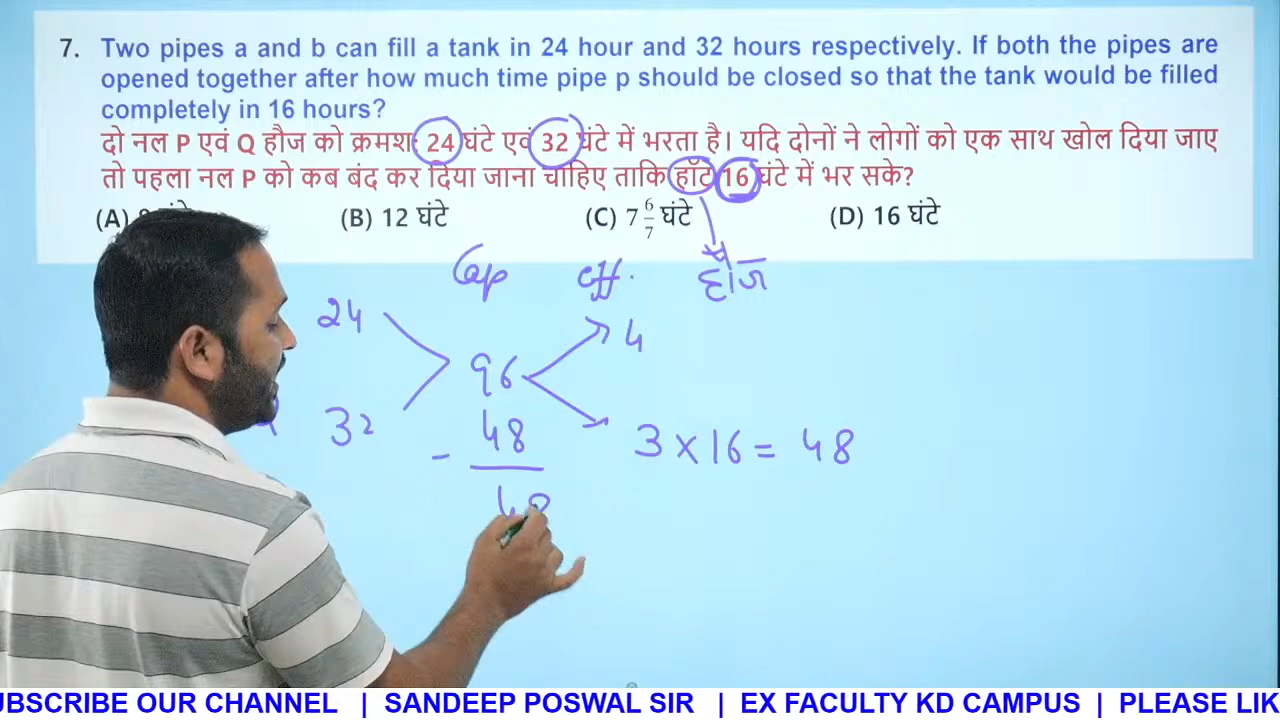 7. Two pipes a and b can fill a tank in 24 hour and 32 hours respectively. If both the pipes are
opened together after how much time pipe p should be closed so that the tank would be filled
completely in 16 hours?
दो नल P एवं Q हौज को क्रमश: 24 घंटे एवं 32 घंटे में भरता है। यदि दोनों ने लोगों को एक साथ खोल दिया जाए
तो पहला नल P को कब बंद कर दिया जाना चाहिए ताकि हॉट 16 घंटे में भर सके?
(A)
(B) 12 घंटे
(C) 7 6/7 घंटे
(D) 16 घंटे
Cap eff. हौज
24
4
96
32
48
3 x 16 = 48
-
48
UBSCRIBE OUR CHANNEL | SANDEEP POSWAL SIR | EX FACULTY KD CAMPUS | PLEASE LIK